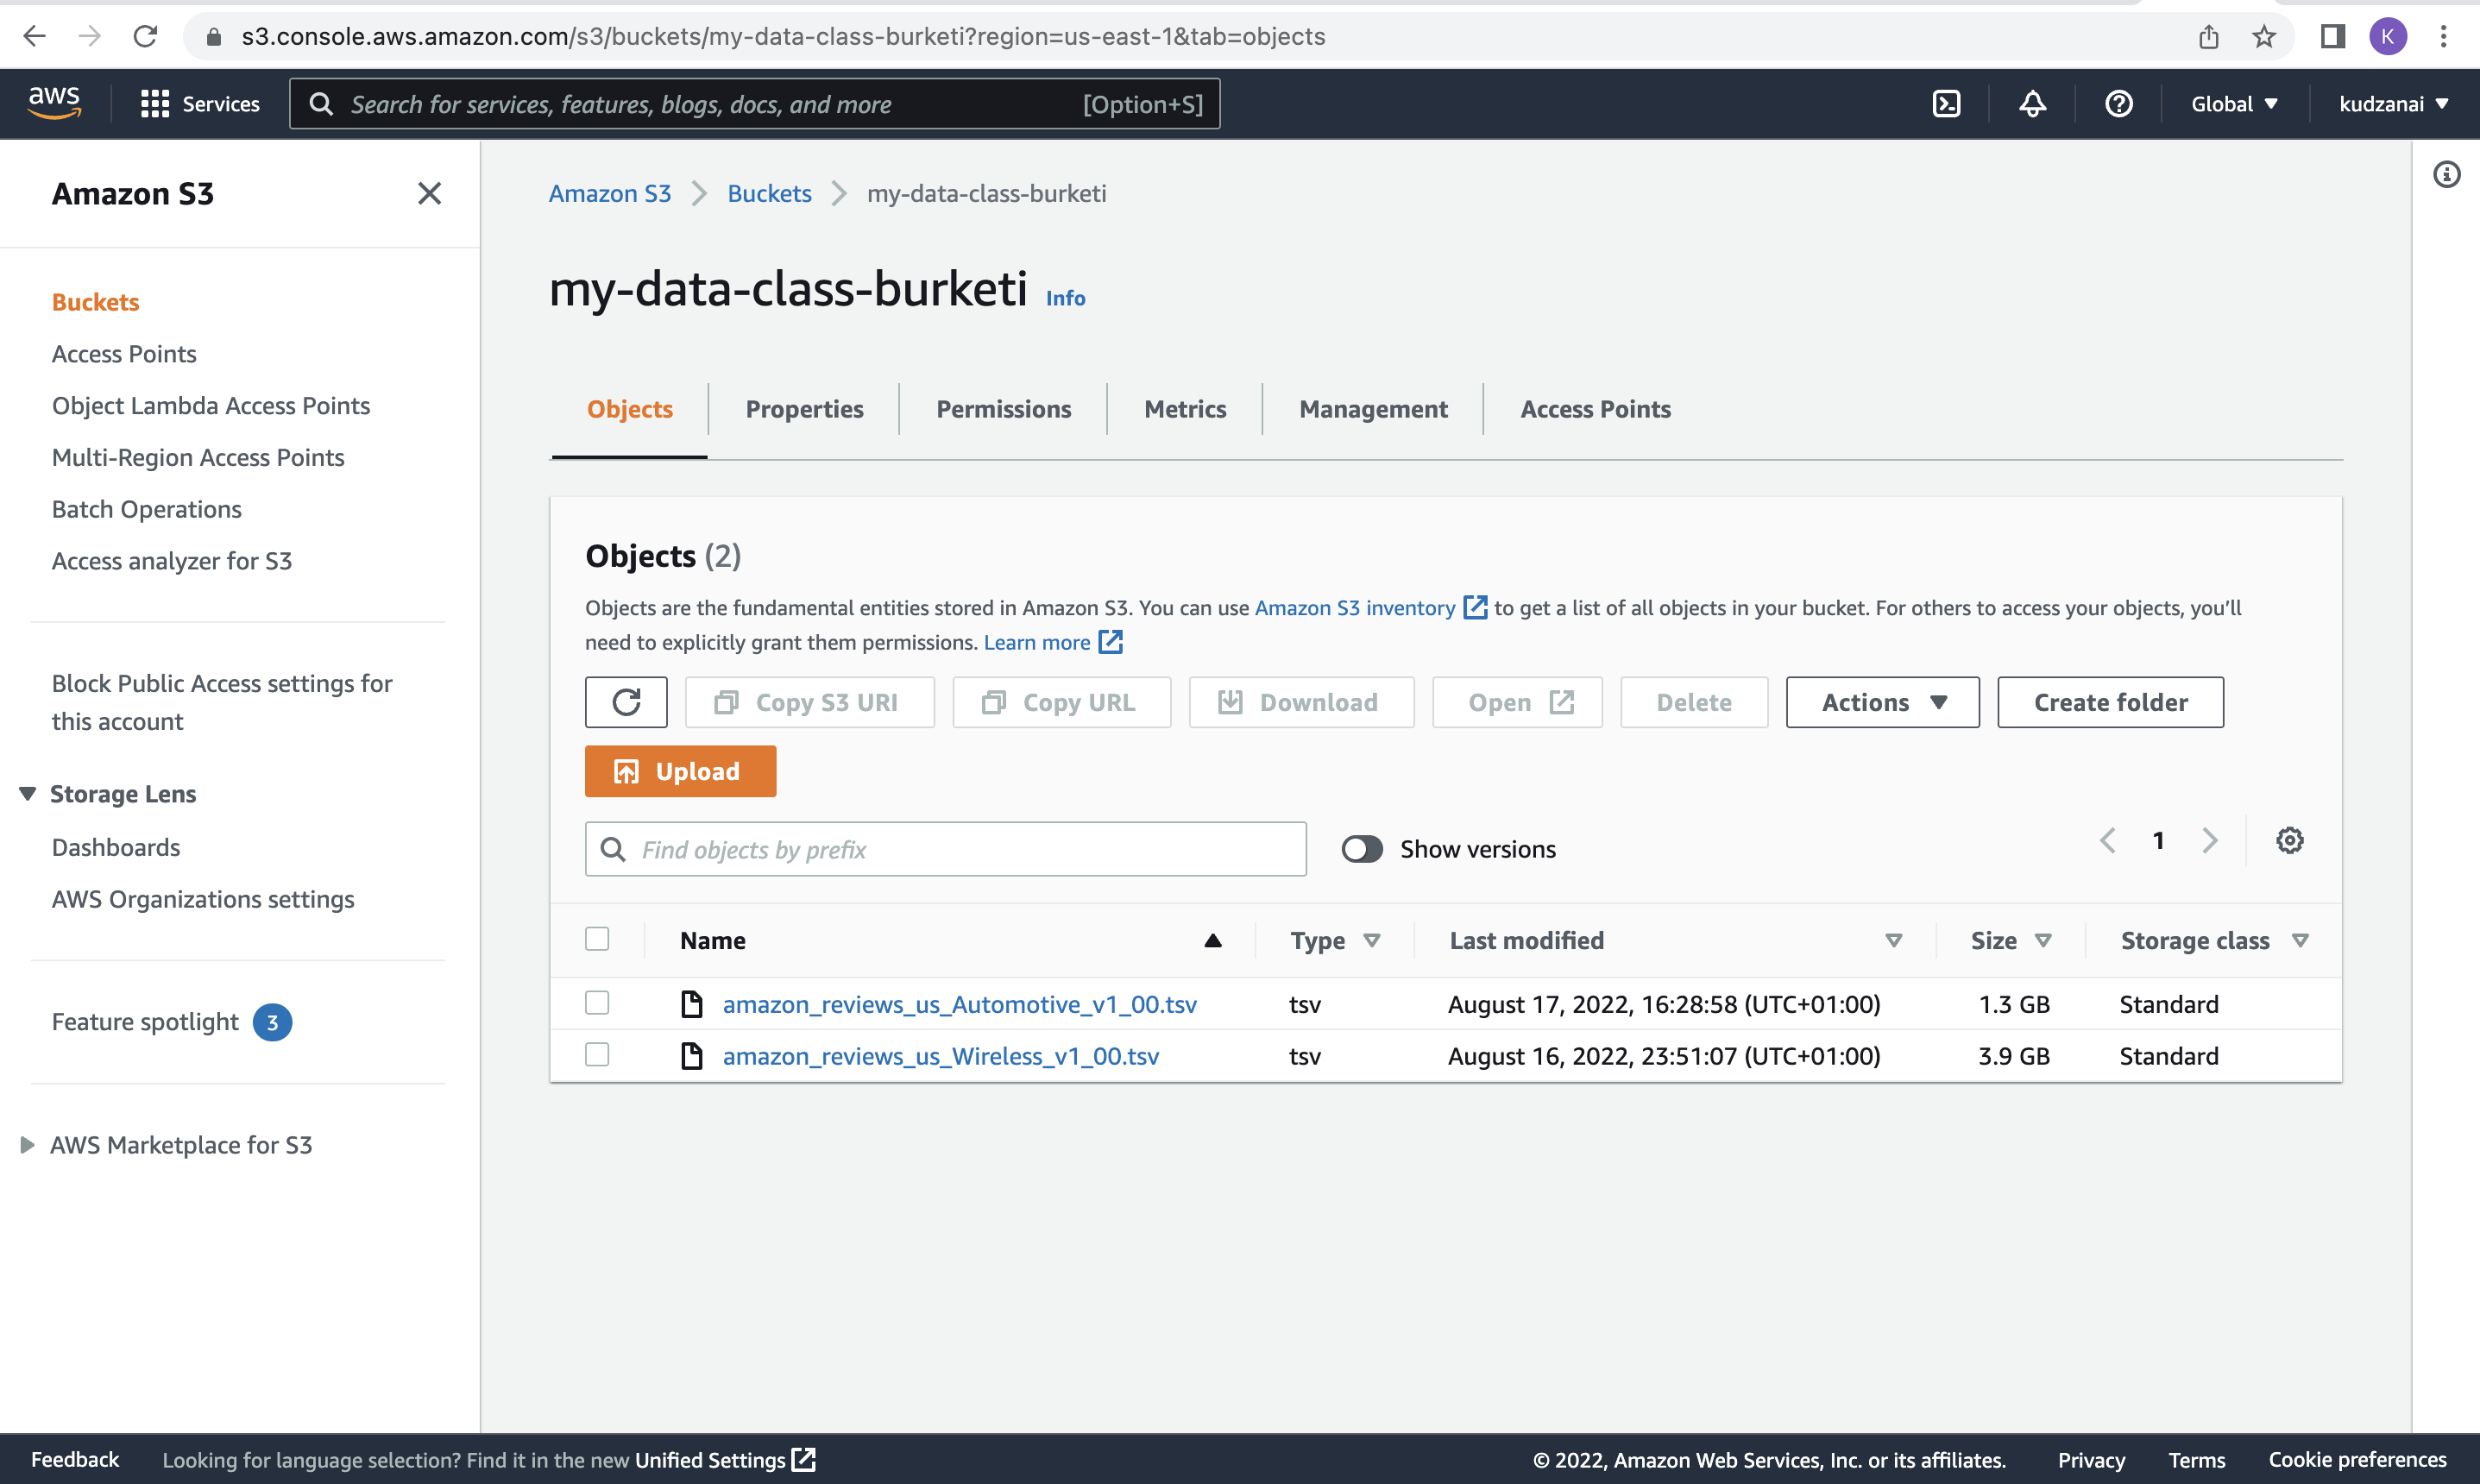 s3.console.aws.amazon.com/s3/buckets/my-data-class-burketi?region=us-east-1&tab=objects
K
aws
Services
Search for services, features, blogs, docs, and more [Option+S]
Global
kudzanai
Amazon S3
Buckets
Access Points
Object Lambda Access Points
Multi-Region Access Points
Batch Operations
Access analyzer for S3
Block Public Access settings for
this account
Storage Lens
Dashboards
AWS Organizations settings
Feature spotlight 3
AWS Marketplace for S3
Amazon S3 > Buckets > my-data-class-burketi
my-data-class-burketi Info
Objects Properties Permissions Metrics Management Access Points
Objects (2)
Objects are the fundamental entities stored in Amazon S3. You can use Amazon S3 inventory to get a list of all objects in your bucket. For others to access your objects, you'll
need to explicitly grant them permissions. Learn more
Copy S3 URI Copy URL Download Open Delete Actions Create folder
Upload
Find objects by prefix Show versions 1
Name Type Last modified Size Storage class
amazon_reviews_us_Automotive_v1_00.tsv tsv August 17, 2022, 16:28:58 (UTC+01:00) 1.3 GB Standard
amazon_reviews_us_Wireless_v1_00.tsv tsv August 16, 2022, 23:51:07 (UTC+01:00) 3.9 GB Standard
Feedback Looking for language selection? Find it in the new Unified Settings © 2022, Amazon Web Services, Inc. or its affiliates. Privacy Terms Cookie preferences